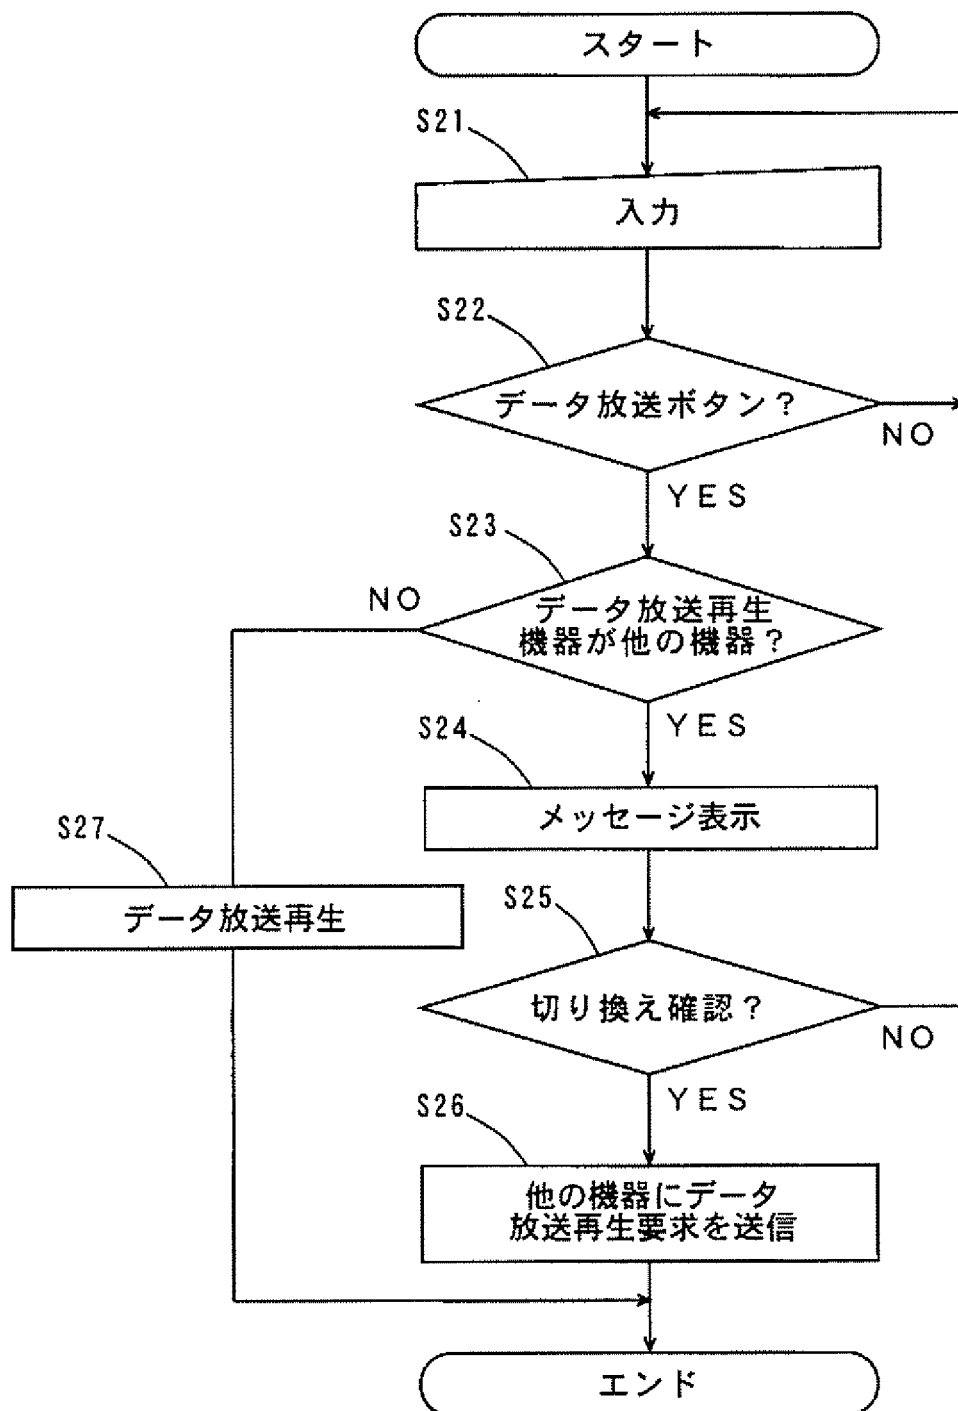 スタート
S21
入力
S22
データ放送ボタン？
NO
YES
S23
NO
データ放送再生
機器が他の機器？
YES
S24
メッセージ表示
S27
データ放送再生
S25
切り換え確認？
NO
YES
S26
他の機器にデータ
放送再生要求を送信
エンド